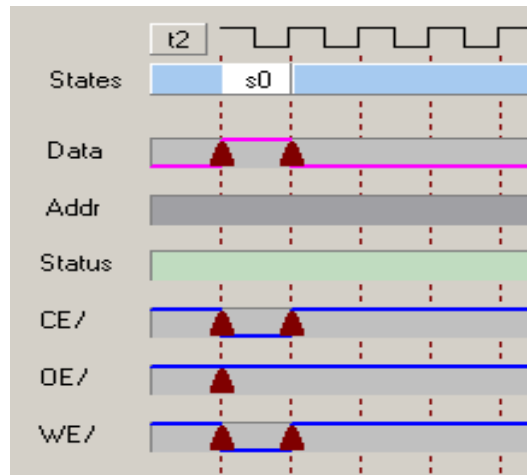 t2
States s0
Data
Addr
Status
CE/
OE/
WE/